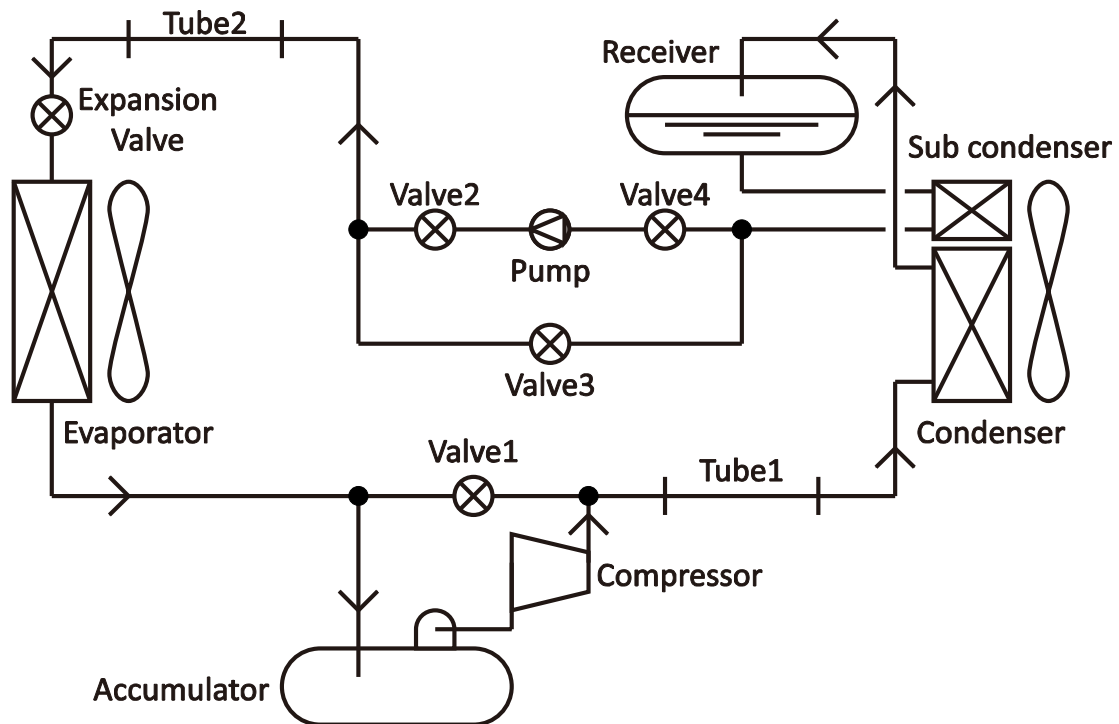 Tube2
Receiver
Expansion
Valve
Sub condenser
Valve2
Valve4
Pump
Valve3
Evaporator
Condenser
Valve1
Tube1
Compressor
Accumulator